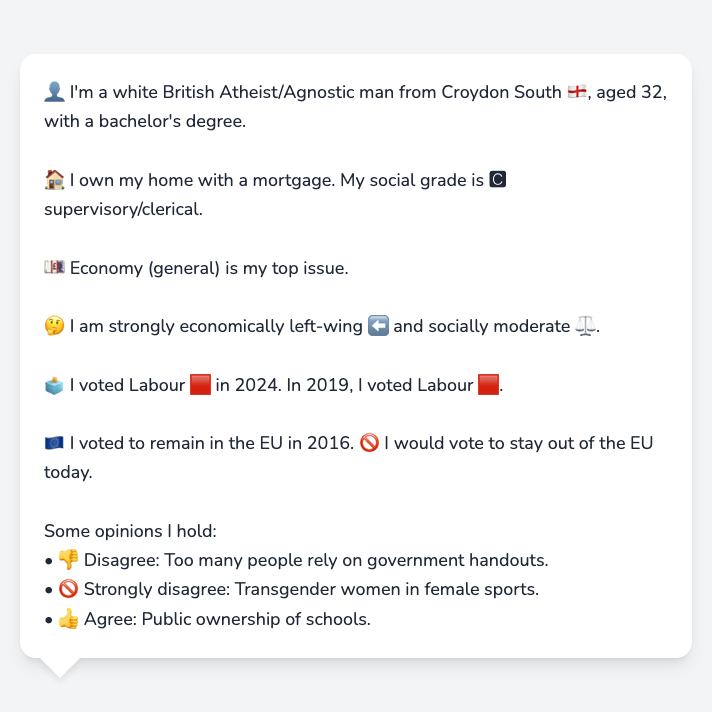 👤 I'm a white British Atheist/Agnostic man from Croydon South 🏴󠁧󠁢󠁥󠁮󠁧󠁿, aged 32,
with a bachelor's degree.
🏠 I own my home with a mortgage. My social grade is 🅲
supervisory/clerical.
💷 Economy (general) is my top issue.
🤔 I am strongly economically left-wing ⬅️ and socially moderate ⚖️.
🗳️ I voted Labour 🟥 in 2024. In 2019, I voted Labour 🟥.
🇪🇺 I voted to remain in the EU in 2016. 🚫 I would vote to stay out of the EU
today.
Some opinions I hold:
• 👎 Disagree: Too many people rely on government handouts.
• 🚫 Strongly disagree: Transgender women in female sports.
• 👍 Agree: Public ownership of schools.